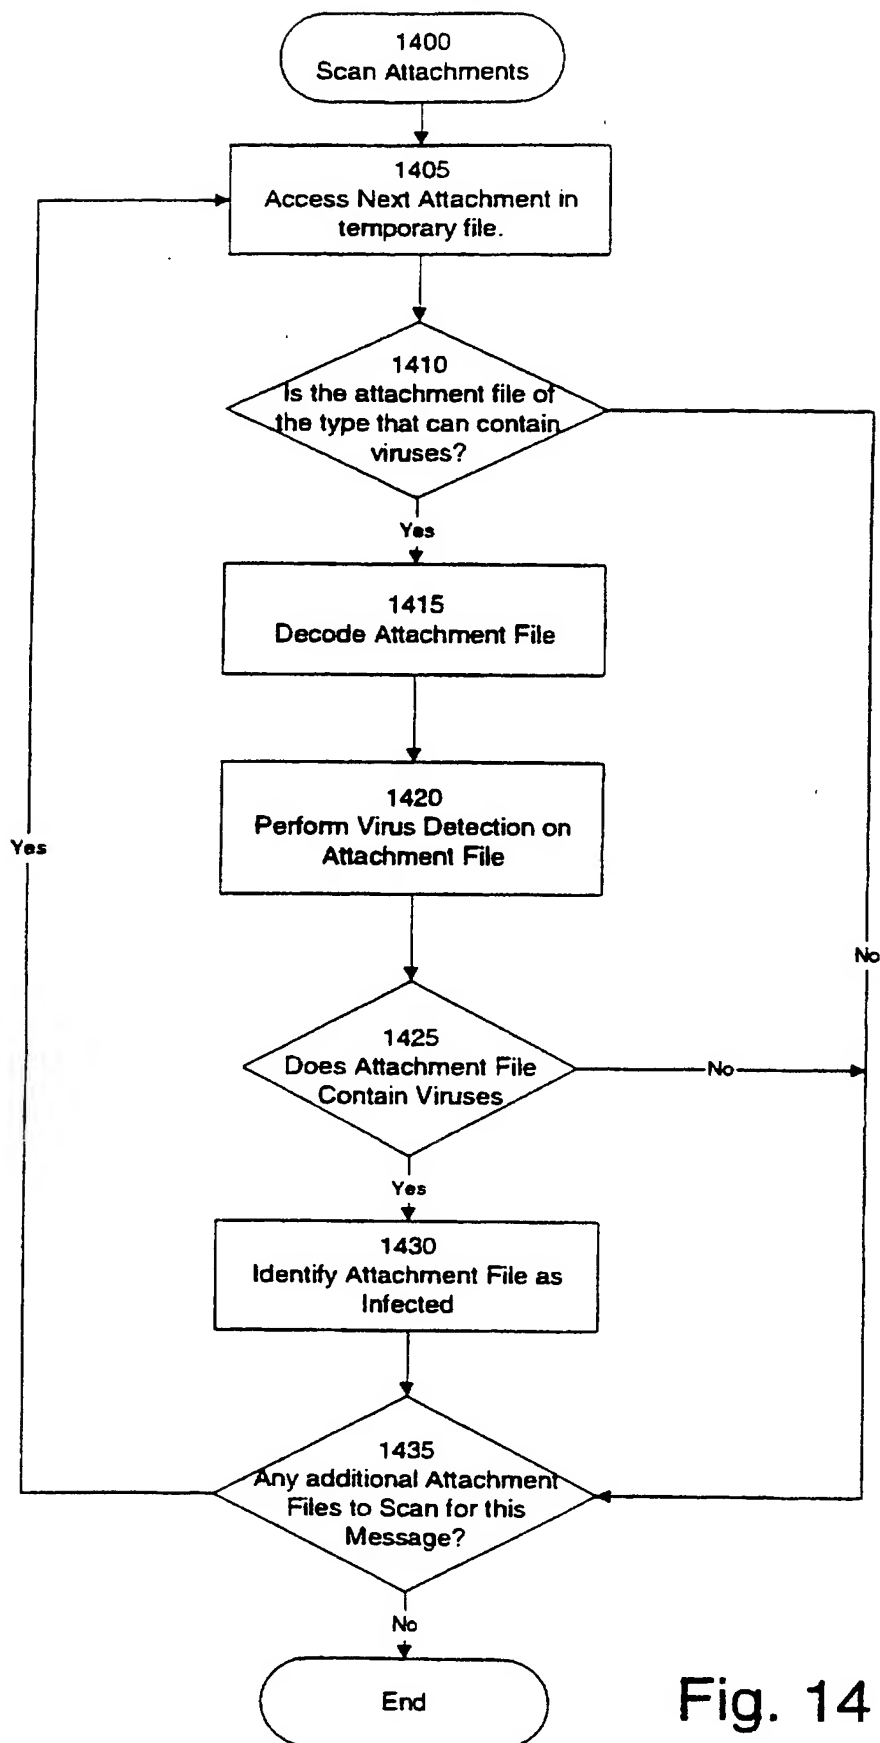 1400
Scan Attachments
1405
Access Next Attachment in
temporary file.
1410
Is the attachment file of
the type that can contain
viruses?
Yes
1415
Decode Attachment File
1420
Perform Virus Detection on
Attachment File
Yes
No
1425
Does Attachment File
Contain Viruses
No
Yes
1430
Identify Attachment File as
Infected
1435
Any additional Attachment
Files to Scan for this
Message?
No
End
Fig. 14